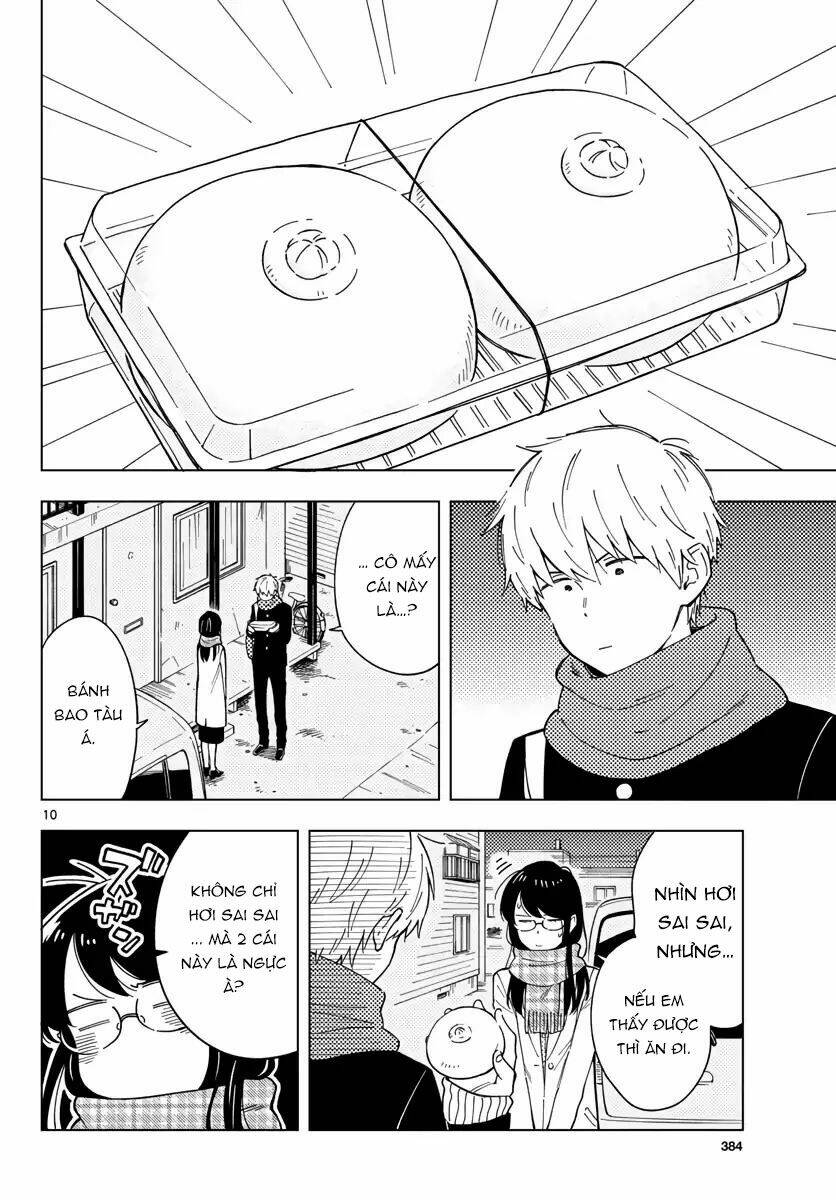 ... CÔ MẤY
CÁI NÀY
LÀ...?
BÁNH
BAO TÀU
Á.
10
NHÌN HƠI
SAI SAI,
NHƯNG...
NẾU EM
THẤY ĐƯỢC
THÌ ĂN ĐI.
KHÔNG CHỈ
HƠI SAI SAI
... MÀ 2 CÁI
NÀY LÀ NGỰC
À?
384